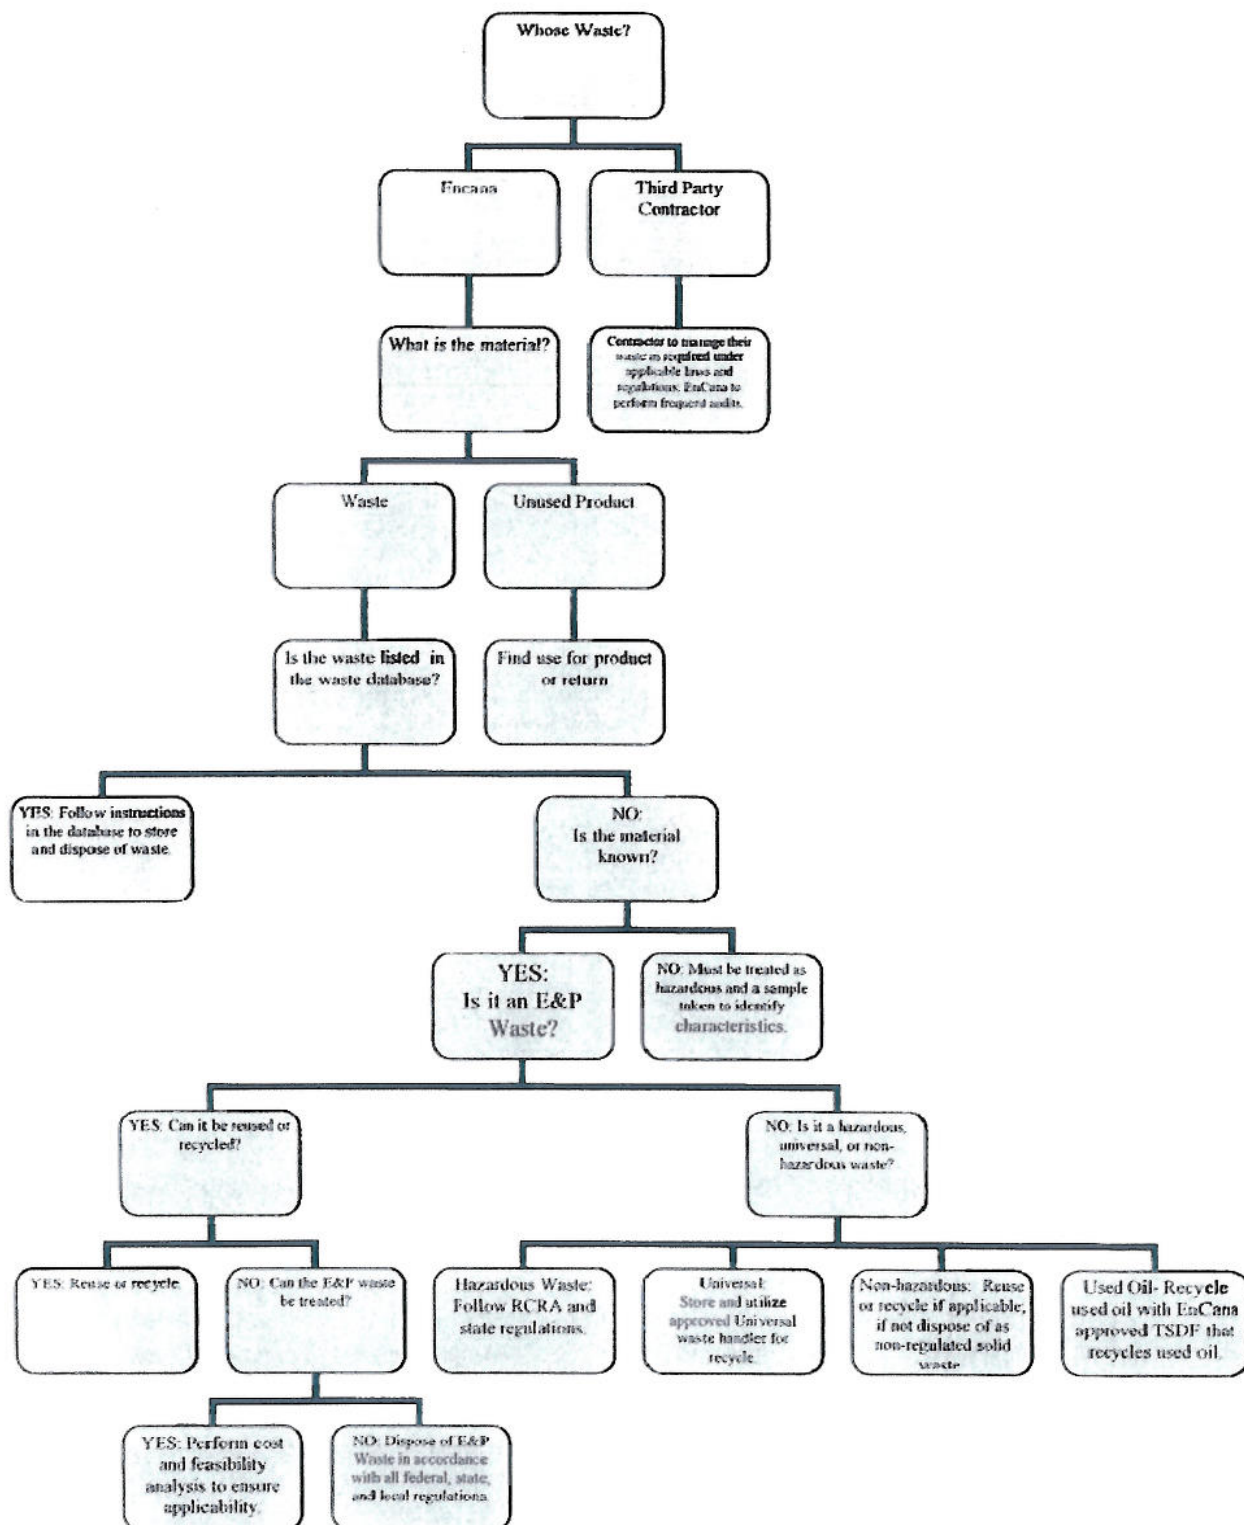 Whose Waste?
Encana
Third Party
Contractor
What is the material?
Contractor to manage their
waste as required under
applicable laws and
regulations. EnCana to
perform frequent audits.
Waste
Unused Product
Is the waste listed in
the waste database?
Find use for product
or return
YES: Follow instructions
in the database to store
and dispose of waste.
NO:
Is the material
known?
YES:
Is it an E&P
Waste?
NO: Must be treated as
hazardous and a sample
taken to identify
characteristics.
YES: Can it be reused or
recycled?
NO: Is it a hazardous,
universal, or non-
hazardous waste?
YES: Reuse or recycle.
NO: Can the E&P waste
be treated?
Hazardous Waste:
Follow RCRA and
state regulations.
Universal:
Store and utilize
approved Universal
waste handler for
recycle.
Non-hazardous: Reuse
or recycle if applicable,
if not dispose of as
non-regulated solid
waste
Used Oil- Recycle
used oil with EnCana
approved TSDF that
recycles used oil.
YES: Perform cost
and feasibility
analysis to ensure
applicability.
NO: Dispose of E&P
Waste in accordance
with all federal, state,
and local regulations.